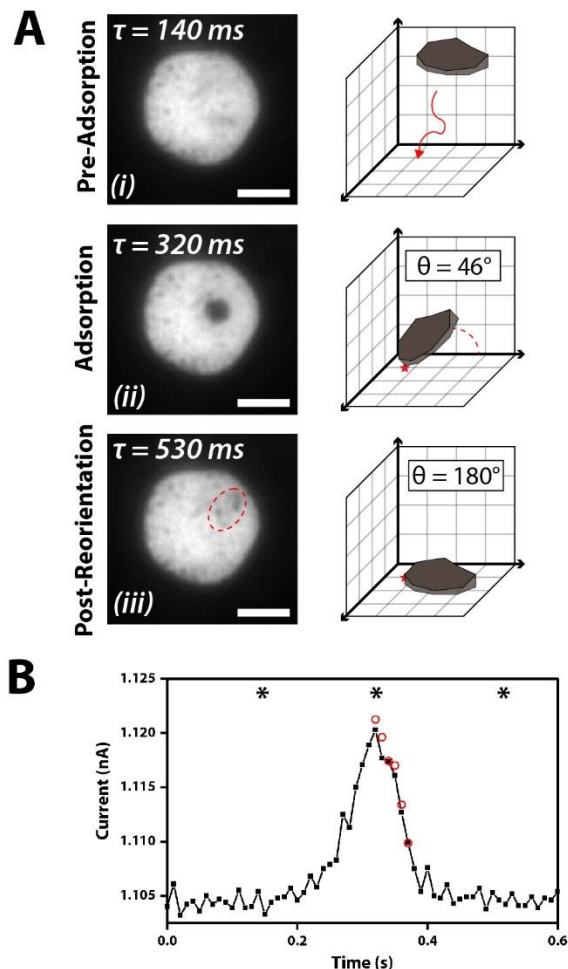 A
Pre-Adsorption
τ = 140 ms
(i)
Adsorption
τ = 320 ms
(ii)
θ = 46°
Post-Reorientation
τ = 530 ms
(iii)
θ = 180°
B
1.125
1.120
1.115
1.110
1.105
Current (nA)
* * *
0.0 0.2 0.4 0.6
Time (s)